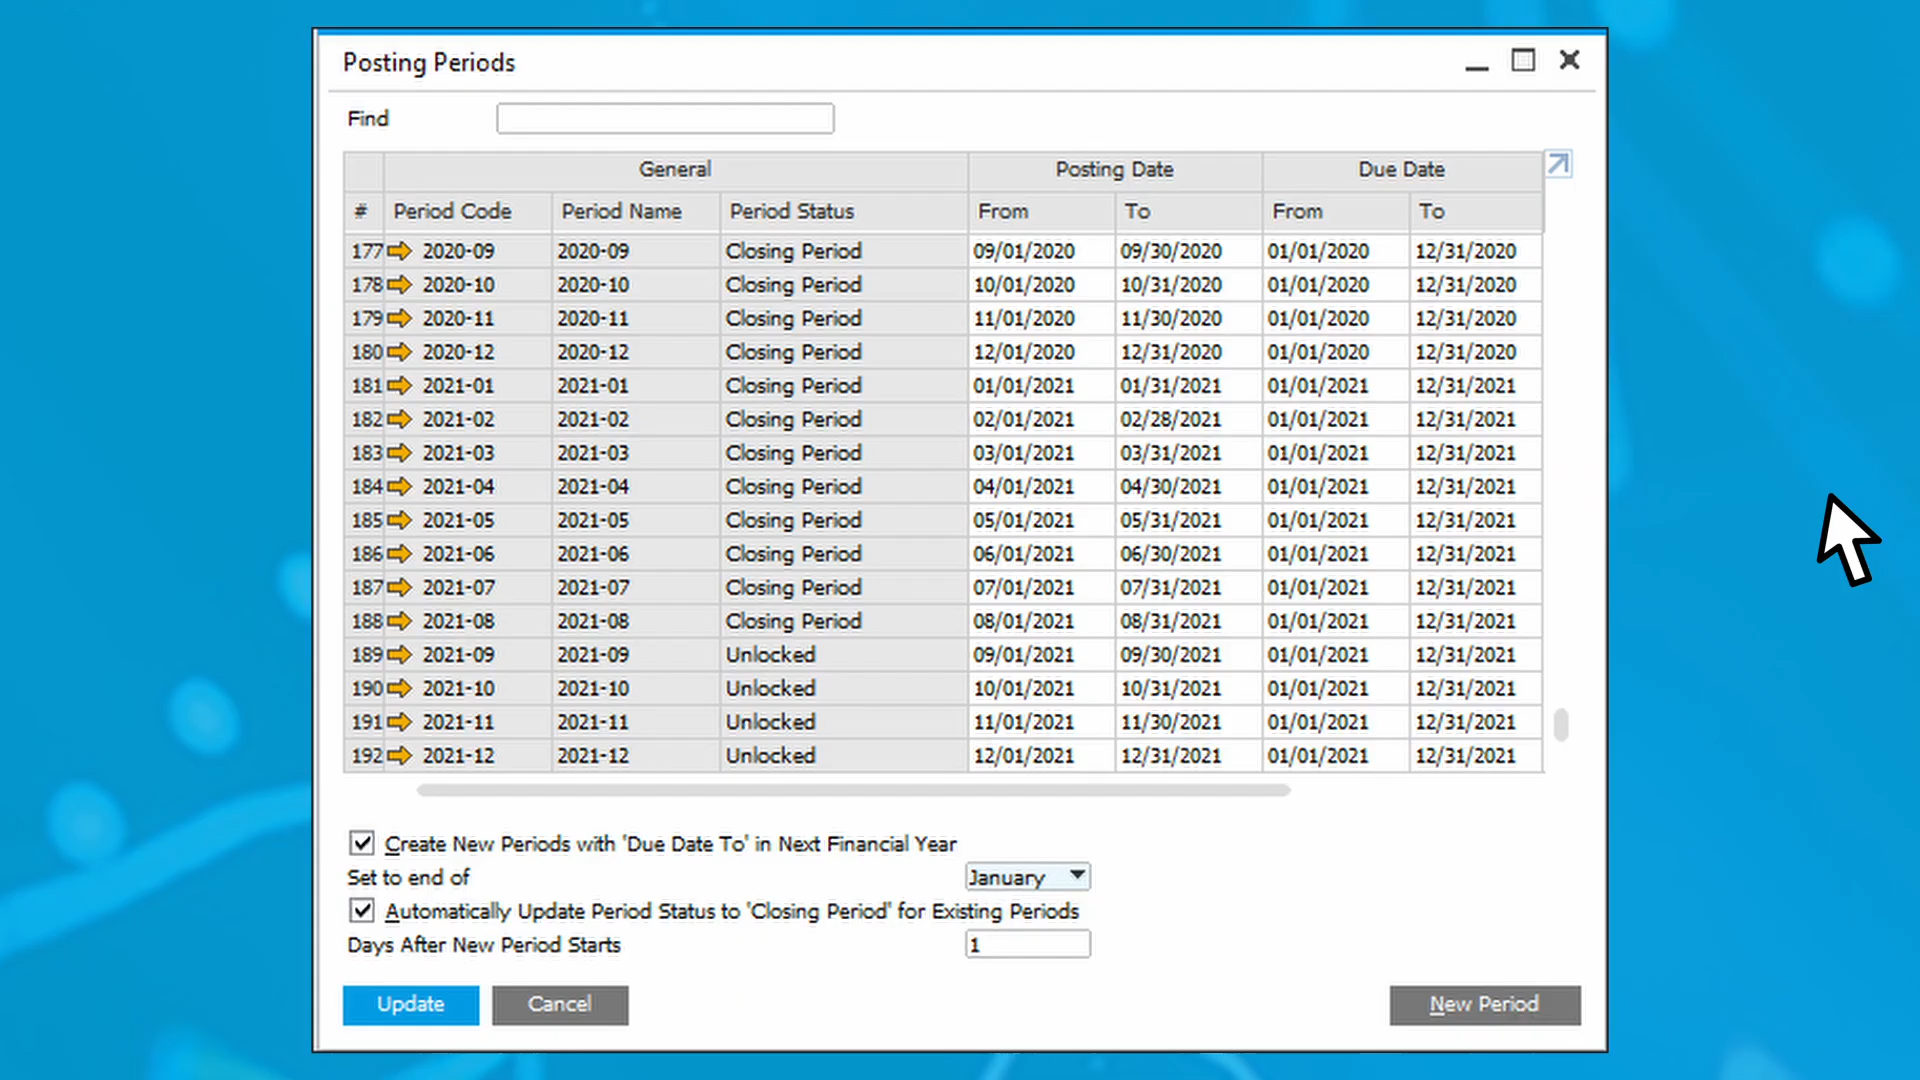 Posting Periods
Find
General Posting Date Due Date
# Period Code Period Name Period Status From To From To
177 2020-09 2020-09 Closing Period 09/01/2020 09/30/2020 01/01/2020 12/31/2020
178 2020-10 2020-10 Closing Period 10/01/2020 10/31/2020 01/01/2020 12/31/2020
179 2020-11 2020-11 Closing Period 11/01/2020 11/30/2020 01/01/2020 12/31/2020
180 2020-12 2020-12 Closing Period 12/01/2020 12/31/2020 01/01/2020 12/31/2020
181 2021-01 2021-01 Closing Period 01/01/2021 01/31/2021 01/01/2021 12/31/2021
182 2021-02 2021-02 Closing Period 02/01/2021 02/28/2021 01/01/2021 12/31/2021
183 2021-03 2021-03 Closing Period 03/01/2021 03/31/2021 01/01/2021 12/31/2021
184 2021-04 2021-04 Closing Period 04/01/2021 04/30/2021 01/01/2021 12/31/2021
185 2021-05 2021-05 Closing Period 05/01/2021 05/31/2021 01/01/2021 12/31/2021
186 2021-06 2021-06 Closing Period 06/01/2021 06/30/2021 01/01/2021 12/31/2021
187 2021-07 2021-07 Closing Period 07/01/2021 07/31/2021 01/01/2021 12/31/2021
188 2021-08 2021-08 Closing Period 08/01/2021 08/31/2021 01/01/2021 12/31/2021
189 2021-09 2021-09 Unlocked 09/01/2021 09/30/2021 01/01/2021 12/31/2021
190 2021-10 2021-10 Unlocked 10/01/2021 10/31/2021 01/01/2021 12/31/2021
191 2021-11 2021-11 Unlocked 11/01/2021 11/30/2021 01/01/2021 12/31/2021
192 2021-12 2021-12 Unlocked 12/01/2021 12/31/2021 01/01/2021 12/31/2021
Create New Periods with 'Due Date To' in Next Financial Year
Set to end of January
Automatically Update Period Status to 'Closing Period' for Existing Periods
Days After New Period Starts 1
Update Cancel New Period